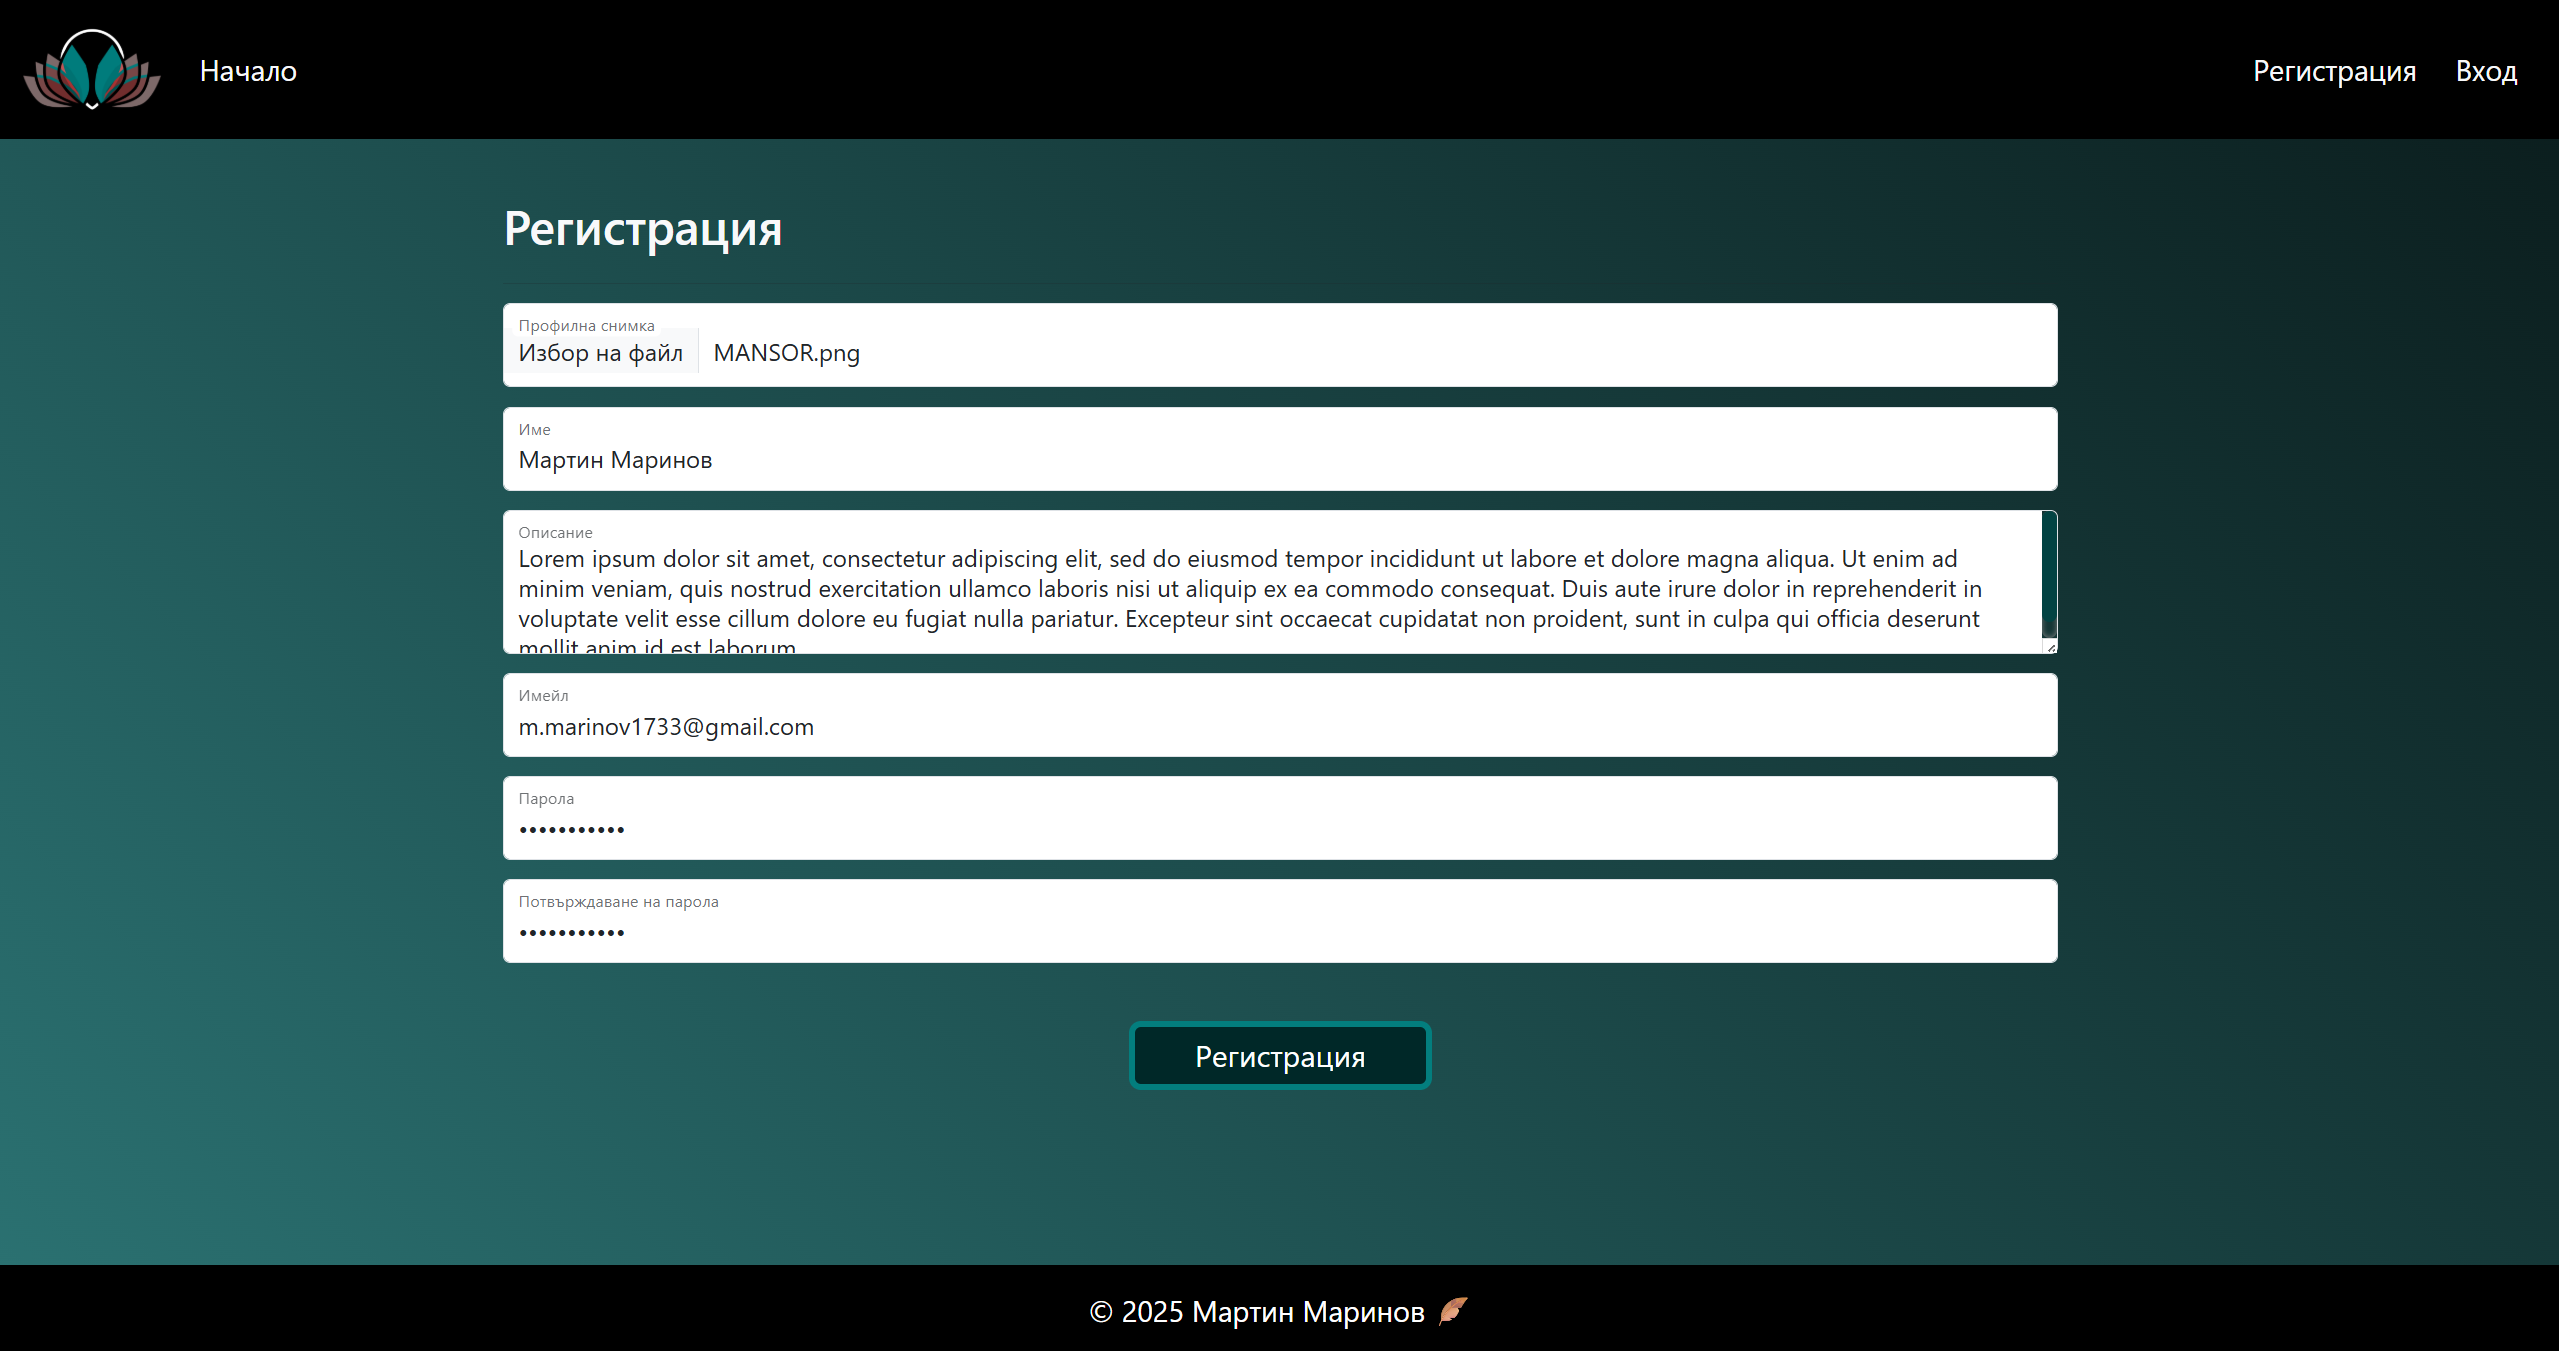 Начало
Регистрация
Вход
Регистрация
Профилна снимка
Избор на файл
MANSOR.png
Име
Мартин Маринов
Описание
Lorem ipsum dolor sit amet, consectetur adipiscing elit, sed do eiusmod tempor incididunt ut labore et dolore magna aliqua. Ut enim ad
minim veniam, quis nostrud exercitation ullamco laboris nisi ut aliquip ex ea commodo consequat. Duis aute irure dolor in reprehenderit in
voluptate velit esse cillum dolore eu fugiat nulla pariatur. Excepteur sint occaecat cupidatat non proident, sunt in culpa qui officia deserunt
mollit anim id est laborum
Имейл
m.marinov1733@gmail.com
Парола
•••••••••••
Потвърждаване на парола
•••••••••••
Регистрация
© 2025 Мартин Маринов